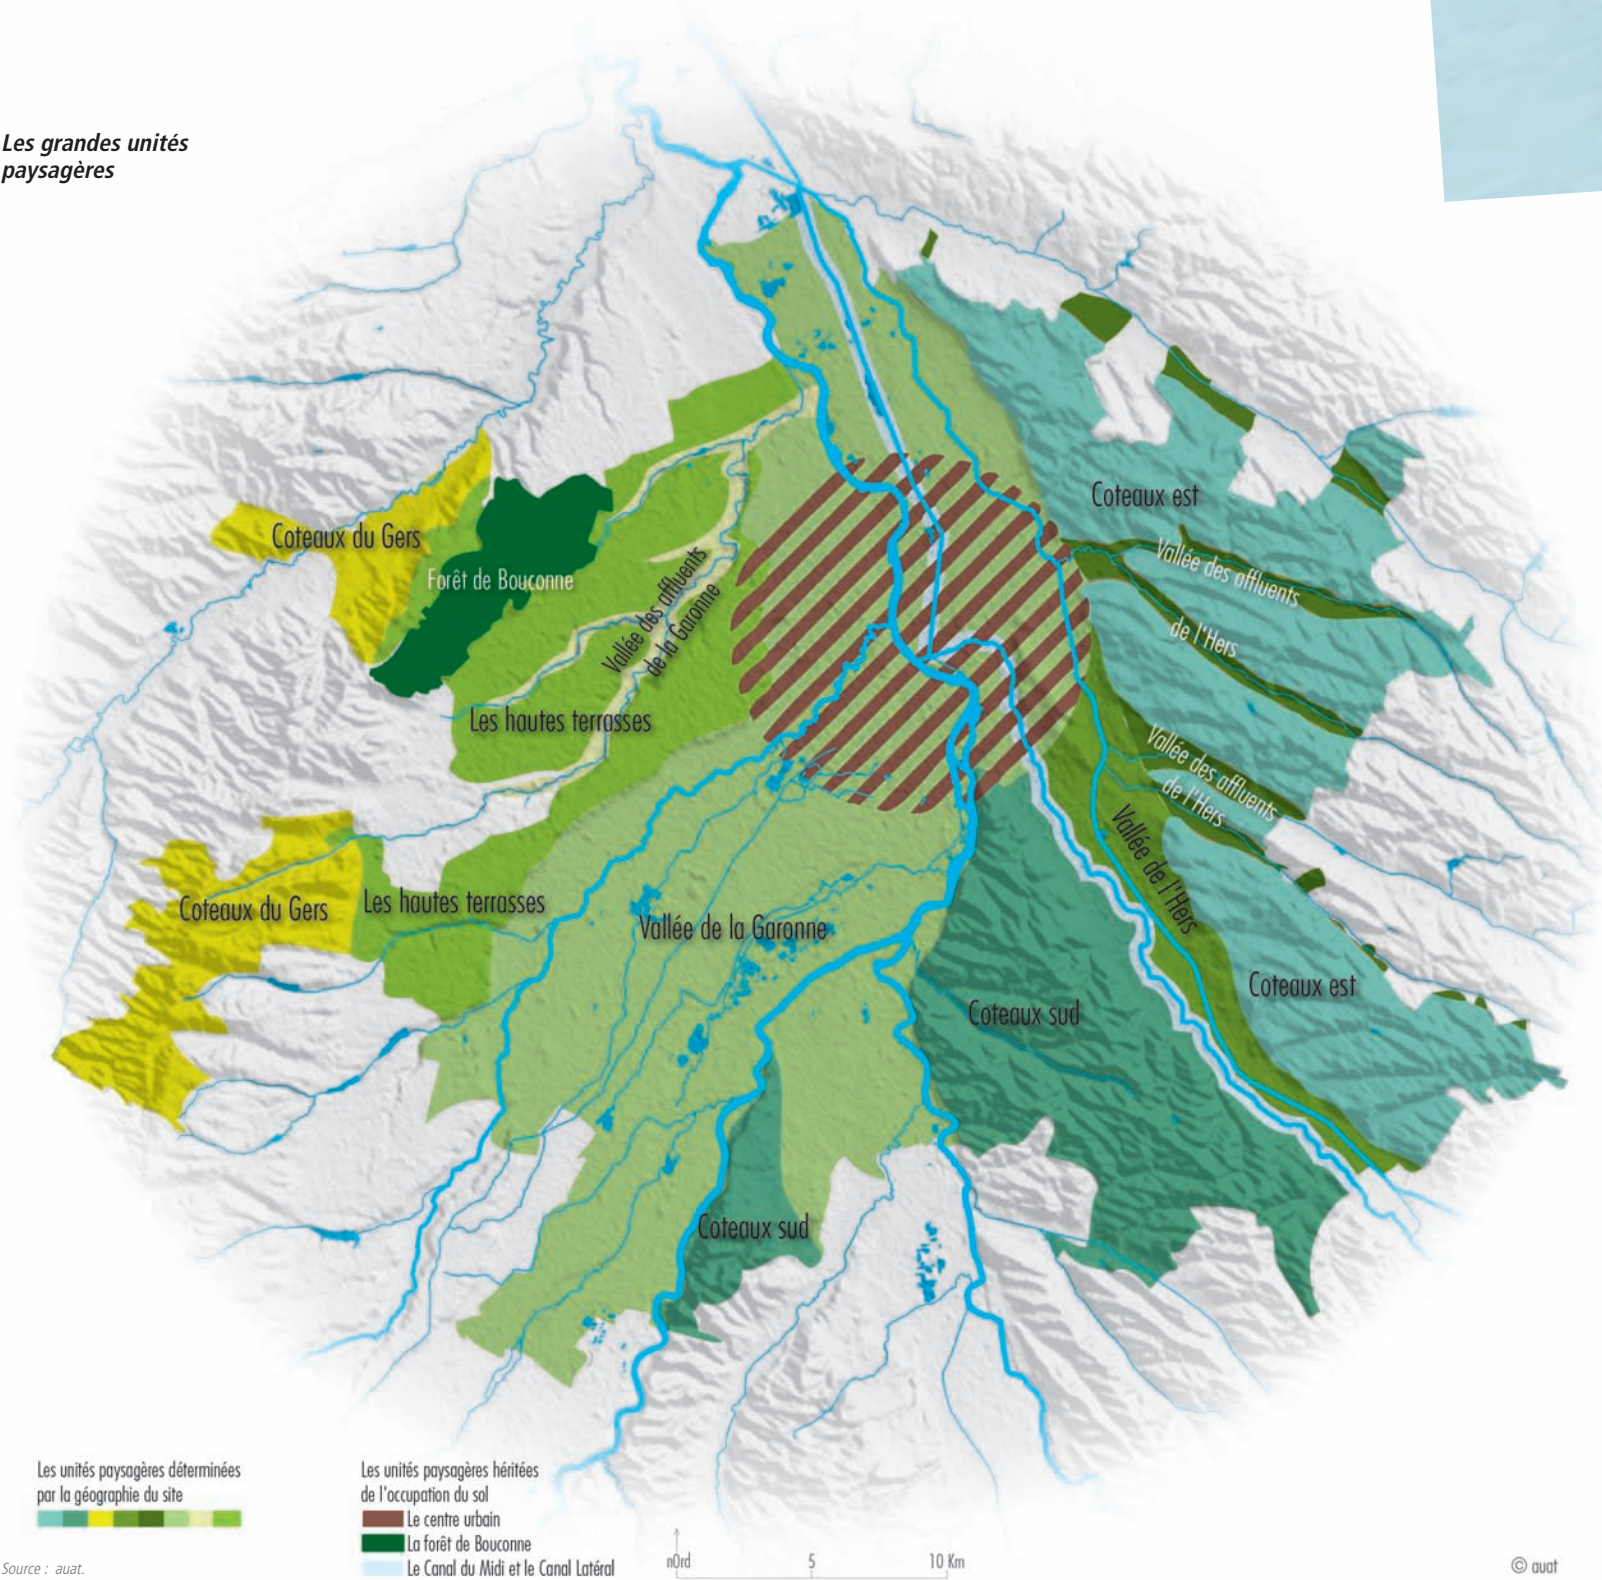 Les grandes unités
paysagères
Coteaux est
Coteaux du Gers
Forêt de Bouconne
Vallée des affluents
de l'Hers
Vallée des affluents
de la Garonne
Les hautes terrasses
Vallée des affluents
de l'Hers
Vallée de l'Hers
Coteaux du Gers
Les hautes terrasses
Vallée de la Garonne
Coteaux est
Coteaux sud
Coteaux sud
Les unités paysagères déterminées
par la géographie du site
Les unités paysagères héritées
de l'occupation du sol
Le centre urbain
La forêt de Bouconne
Le Canal du Midi et le Canal Latéral
nOrd 5 10 Km
Source : auat.
© auat